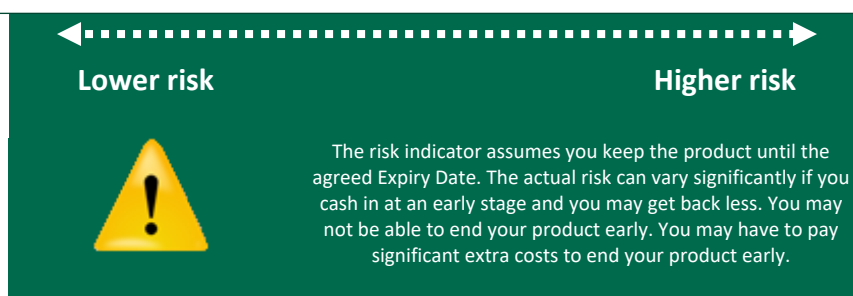 Lower risk
Higher risk
The risk indicator assumes you keep the product until the
agreed Expiry Date. The actual risk can vary significantly if you
cash in at an early stage and you may get back less. You may
not be able to end your product early. You may have to pay
significant extra costs to end your product early.